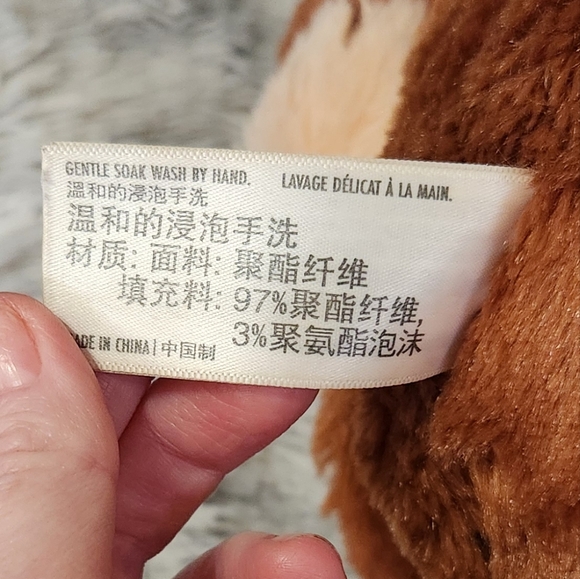 GENTLE SOAK WASH BY HAND. LAVAGE DÉLICAT À LA MAIN.
温和的浸泡手洗
温和的浸泡手洗
材质: 面料: 聚酯纤维
填充料: 97%聚酯纤维,
3%聚氨酯泡沫
ADE IN CHINA | 中国制